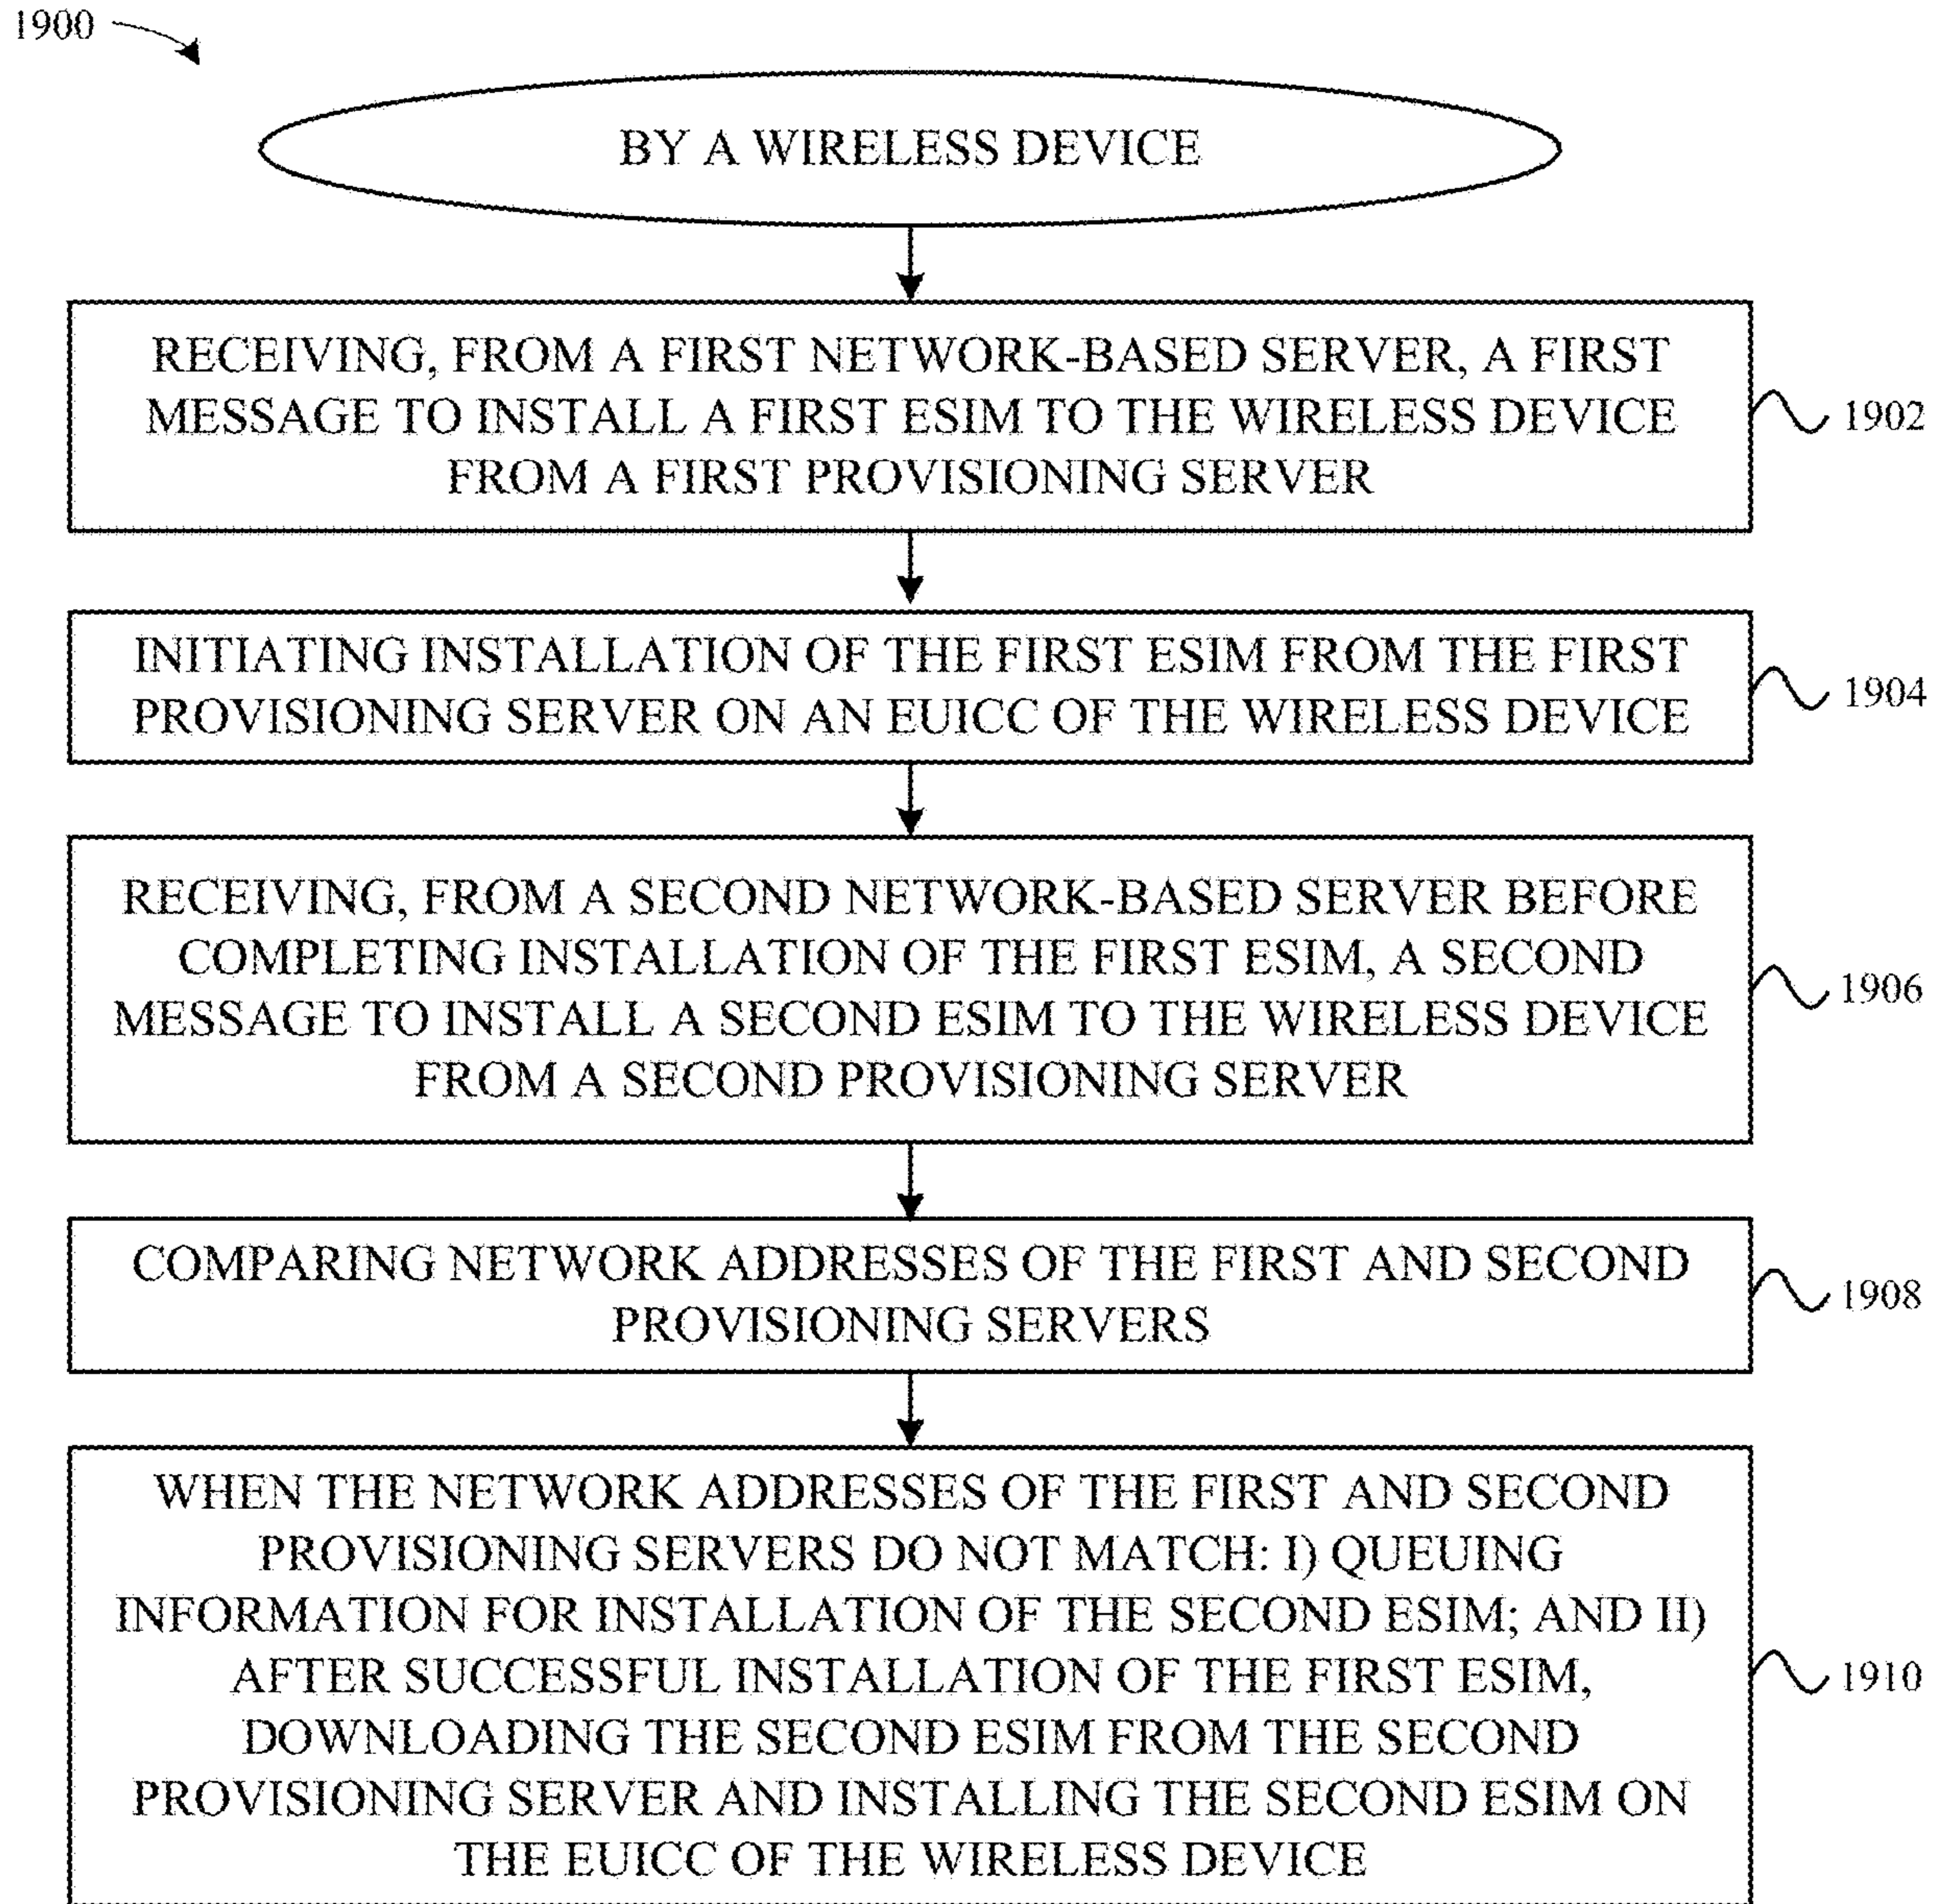 1900
BY A WIRELESS DEVICE
RECEIVING, FROM A FIRST NETWORK-BASED SERVER, A FIRST
MESSAGE TO INSTALL A FIRST ESIM TO THE WIRELESS DEVICE
FROM A FIRST PROVISIONING SERVER
1902
INITIATING INSTALLATION OF THE FIRST ESIM FROM THE FIRST
PROVISIONING SERVER ON AN EUICC OF THE WIRELESS DEVICE
1904
RECEIVING, FROM A SECOND NETWORK-BASED SERVER BEFORE
COMPLETING INSTALLATION OF THE FIRST ESIM, A SECOND
MESSAGE TO INSTALL A SECOND ESIM TO THE WIRELESS DEVICE
FROM A SECOND PROVISIONING SERVER
1906
COMPARING NETWORK ADDRESSES OF THE FIRST AND SECOND
PROVISIONING SERVERS
1908
WHEN THE NETWORK ADDRESSES OF THE FIRST AND SECOND
PROVISIONING SERVERS DO NOT MATCH: I) QUEUING
INFORMATION FOR INSTALLATION OF THE SECOND ESIM; AND II)
AFTER SUCCESSFUL INSTALLATION OF THE FIRST ESIM,
DOWNLOADING THE SECOND ESIM FROM THE SECOND
PROVISIONING SERVER AND INSTALLING THE SECOND ESIM ON
THE EUICC OF THE WIRELESS DEVICE
1910